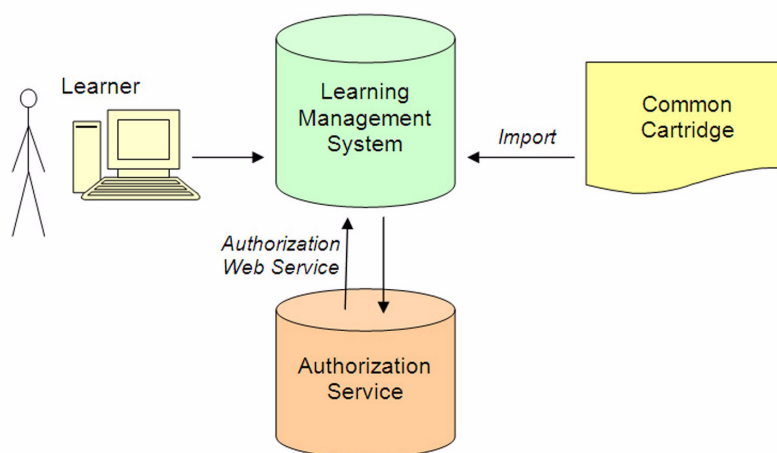 Learner
Learning
Management
System
Import
Common
Cartridge
Authorization
Web Service
Authorization
Service